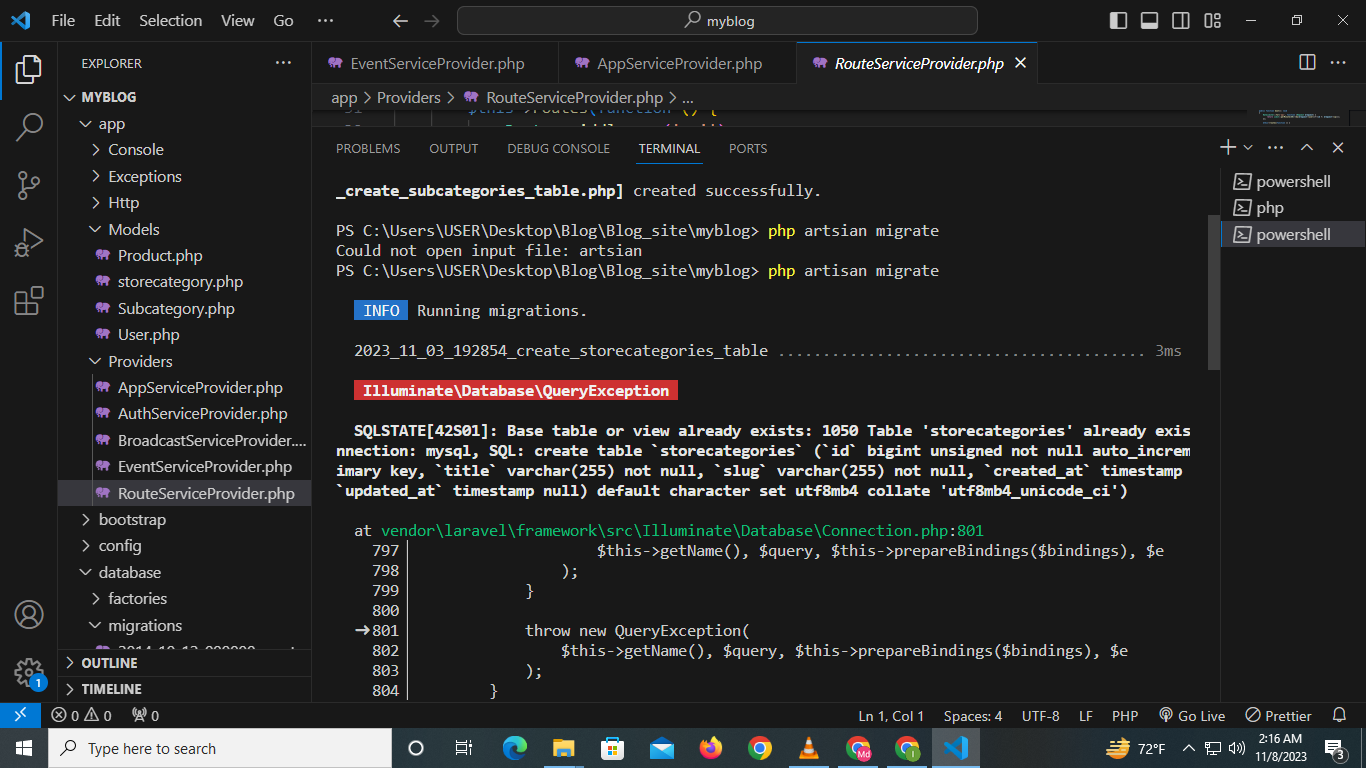 File Edit Selection View Go ··· myblog
EXPLORER ···
EventServiceProvider.php AppServiceProvider.php RouteServiceProvider.php
MYBLOG
app > Providers > RouteServiceProvider.php > ...
app
Console
Exceptions
Http
Models
Product.php
storecategory.php
Subcategory.php
User.php
Providers
AppServiceProvider.php
AuthServiceProvider.php
BroadcastServiceProvider....
EventServiceProvider.php
RouteServiceProvider.php
bootstrap
config
database
factories
migrations
OUTLINE
TIMELINE
$this->routes(function () {
PROBLEMS OUTPUT DEBUG CONSOLE TERMINAL PORTS
_create_subcategories_table.php] created successfully.
PS C:\Users\USER\Desktop\Blog\Blog_site\myblog> php artsian migrate
Could not open input file: artsian
PS C:\Users\USER\Desktop\Blog\Blog_site\myblog> php artisan migrate
INFO Running migrations.
2023_11_03_192854_create_storecategories_table ......................................... 3ms
Illuminate\Database\QueryException
SQLSTATE[42S01]: Base table or view already exists: 1050 Table 'storecategories' already exis
nnection: mysql, SQL: create table `storecategories` (`id` bigint unsigned not null auto_increm
imary key, `title` varchar(255) not null, `slug` varchar(255) not null, `created_at` timestamp
`updated_at` timestamp null) default character set utf8mb4 collate 'utf8mb4_unicode_ci')
at vendor\laravel\framework\src\Illuminate\Database\Connection.php:801
797 $this->getName(), $query, $this->prepareBindings($bindings), $e
798 );
799 }
800
➜801 throw new QueryException(
802 $this->getName(), $query, $this->prepareBindings($bindings), $e
803 );
804 }
powershell
php
powershell
1
0 0 0 Ln 1, Col 1 Spaces: 4 UTF-8 LF PHP Go Live Prettier
Type here to search 72°F 2:16 AM
11/8/2023
3